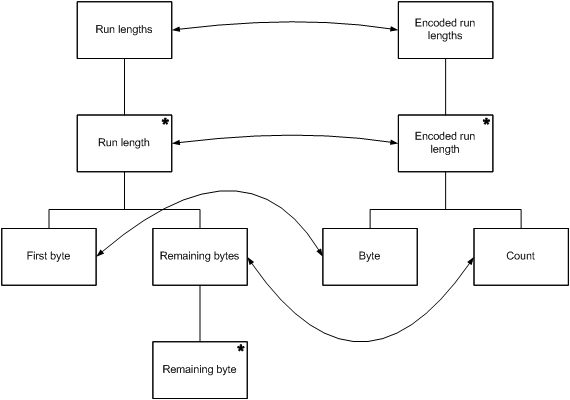 Run lengths
Encoded run
lengths
Run length
*
Encoded run
length
*
First byte
Remaining bytes
Byte
Count
Remaining byte
*